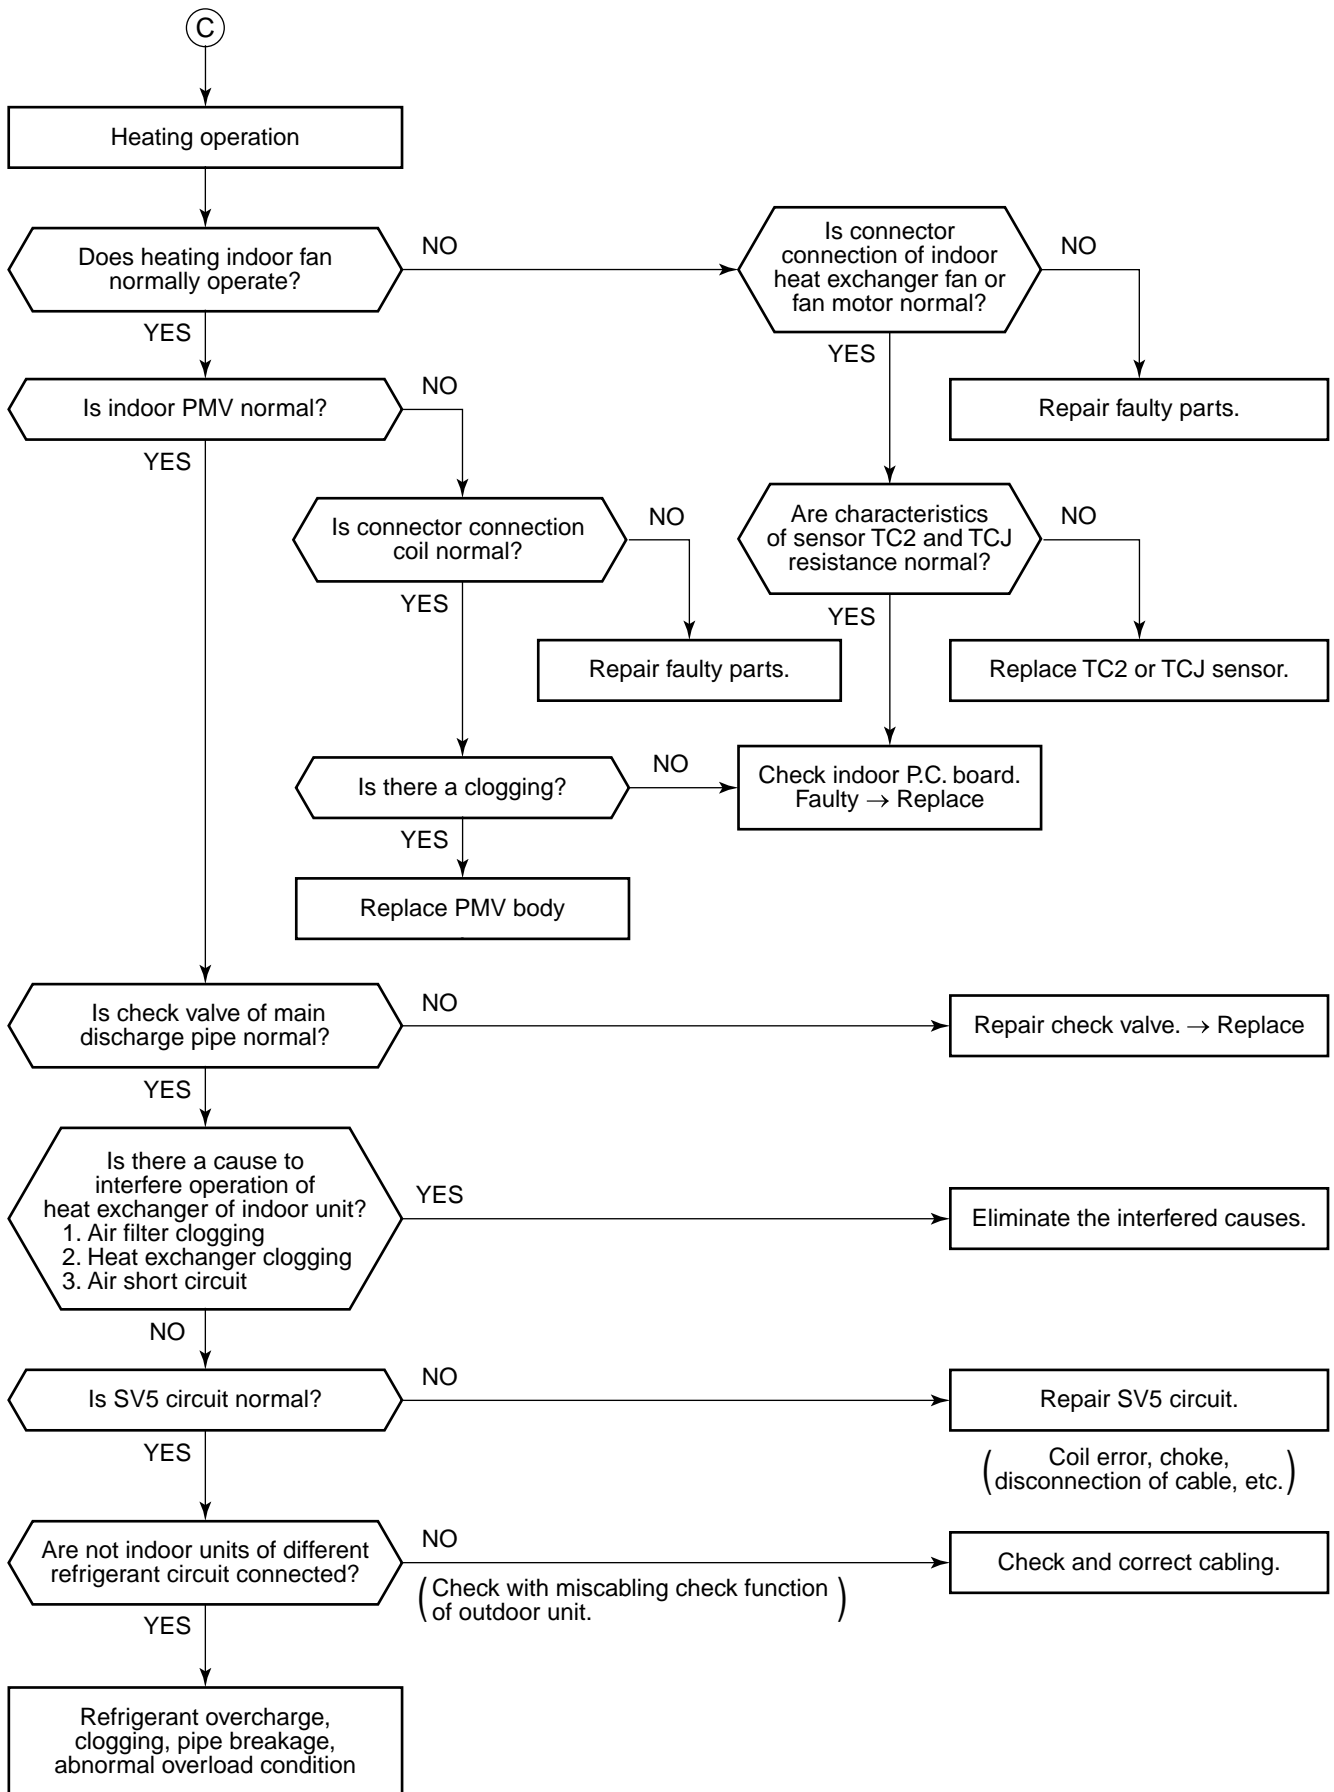 C
Heating operation
Does heating indoor fan
normally operate?
NO
Is connector
connection of indoor
heat exchanger fan or
fan motor normal?
NO
YES
YES
Is indoor PMV normal?
NO
Repair faulty parts.
YES
Is connector connection
coil normal?
NO
Are characteristics
of sensor TC2 and TCJ
resistance normal?
NO
YES
YES
Repair faulty parts.
Replace TC2 or TCJ sensor.
Is there a clogging?
NO
Check indoor P.C. board.
Faulty → Replace
YES
Replace PMV body
Is check valve of main
discharge pipe normal?
NO
Repair check valve. → Replace
YES
Is there a cause to
interfere operation of
heat exchanger of indoor unit?
1. Air filter clogging
2. Heat exchanger clogging
3. Air short circuit
YES
Eliminate the interfered causes.
NO
Is SV5 circuit normal?
NO
Repair SV5 circuit.
(Coil error, choke,
disconnection of cable, etc.)
YES
Are not indoor units of different
refrigerant circuit connected?
NO
(Check with miscabling check function
of outdoor unit.)
Check and correct cabling.
YES
Refrigerant overcharge,
clogging, pipe breakage,
abnormal overload condition